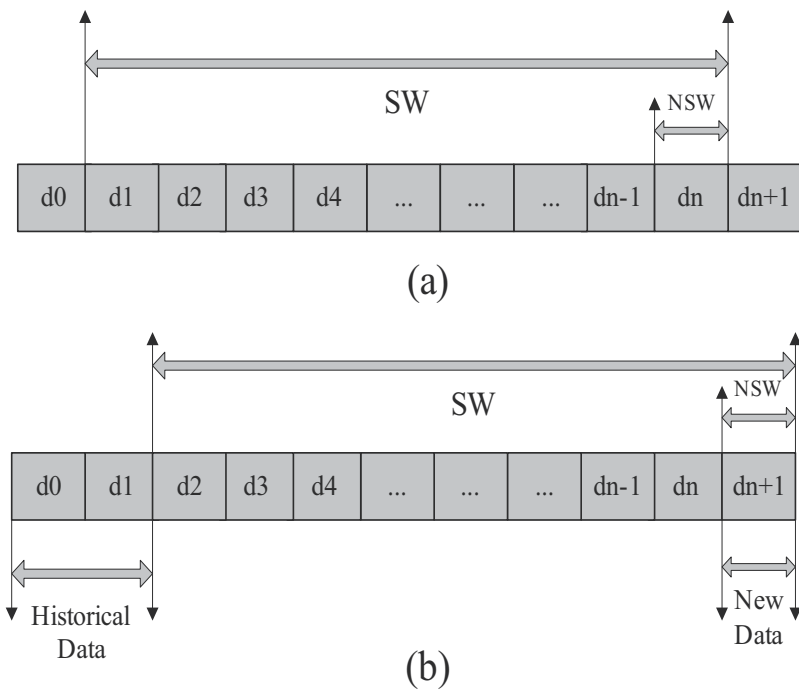 SW
NSW
d0 d1 d2 d3 d4 ... ... ... dn-1 dn dn+1
(a)
SW
NSW
d0 d1 d2 d3 d4 ... ... ... dn-1 dn dn+1
Historical
Data
New
Data
(b)